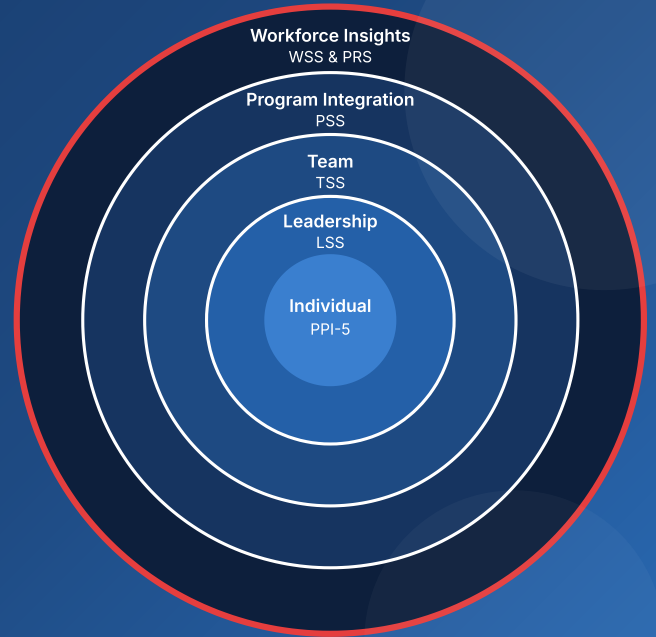 Workforce Insights
WSS & PRS
Program Integration
PSS
Team
TSS
Leadership
LSS
Individual
PPI-5